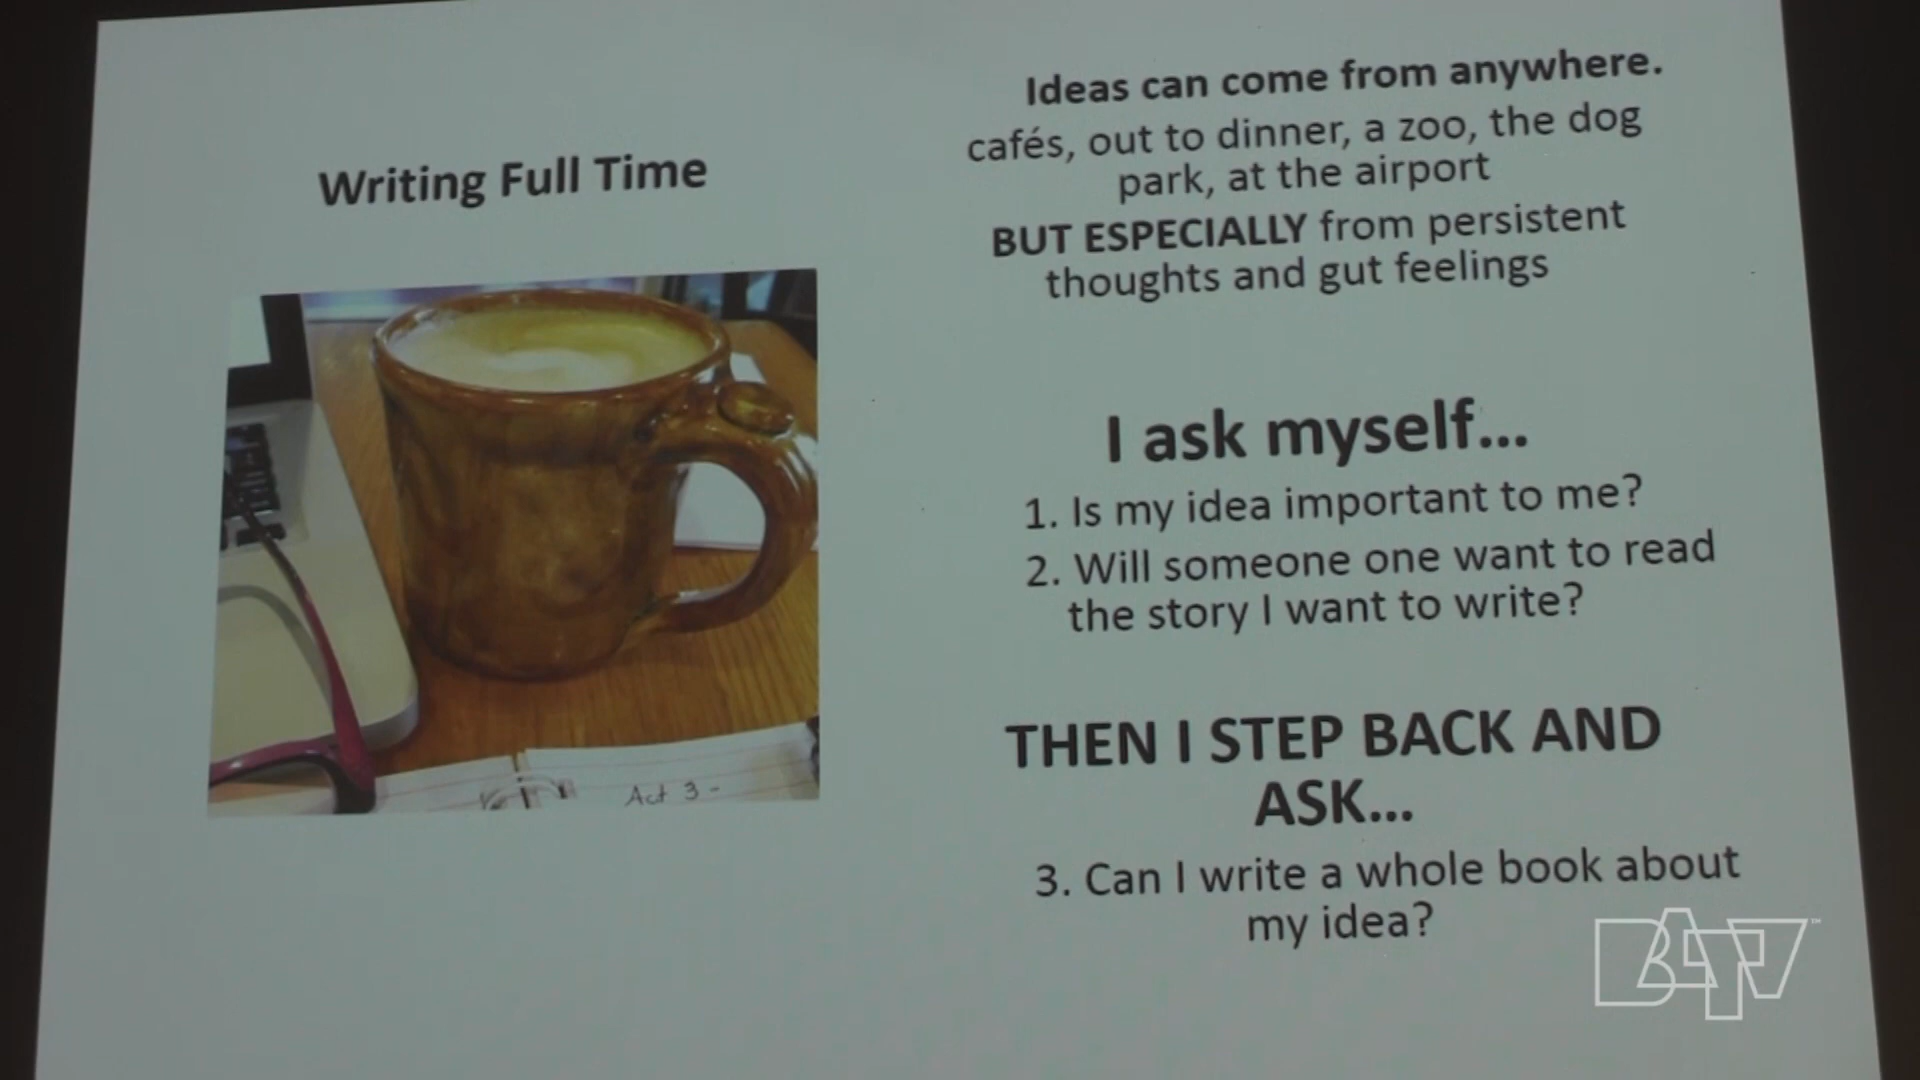 Writing Full Time
Ideas can come from anywhere.
cafés, out to dinner, a zoo, the dog
park, at the airport
BUT ESPECIALLY from persistent
thoughts and gut feelings
I ask myself...
1. Is my idea important to me?
2. Will someone one want to read
the story I want to write?
THEN I STEP BACK AND
ASK...
3. Can I write a whole book about
my idea?
Act 3 -
BATV™